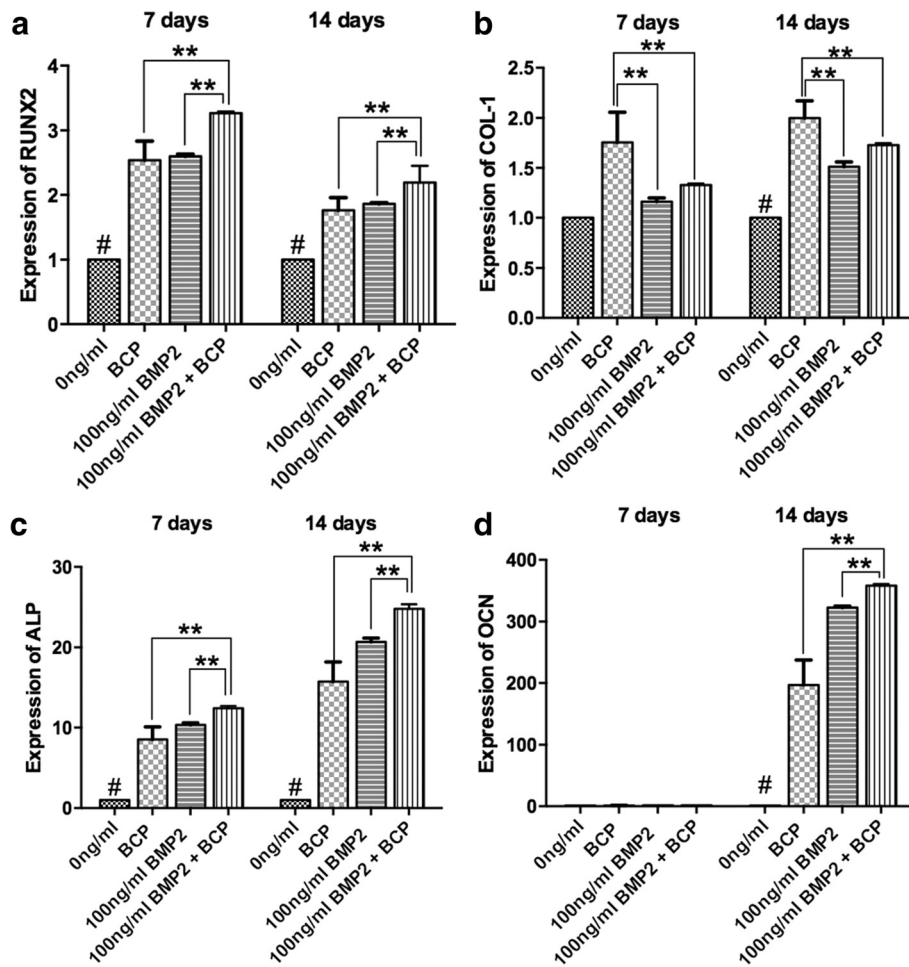 a
7 days
14 days
Expression of RUNX2
4
3
2
1
0
**
**
**
**
#
#
0ng/ml
BCP
100ng/ml BMP2
100ng/ml BMP2 + BCP
0ng/ml
BCP
100ng/ml BMP2
100ng/ml BMP2 + BCP
b
7 days
14 days
Expression of COL-1
2.5
2.0
1.5
1.0
0.5
0.0
**
**
**
**
#
0ng/ml
BCP
100ng/ml BMP2
100ng/ml BMP2 + BCP
0ng/ml
BCP
100ng/ml BMP2
100ng/ml BMP2 + BCP
c
7 days
14 days
Expression of ALP
30
20
10
0
**
**
**
**
#
#
0ng/ml
BCP
100ng/ml BMP2
100ng/ml BMP2 + BCP
0ng/ml
BCP
100ng/ml BMP2
100ng/ml BMP2 + BCP
d
7 days
14 days
Expression of OCN
400
300
200
100
0
**
**
#
0ng/ml
BCP
100ng/ml BMP2
100ng/ml BMP2 + BCP
0ng/ml
BCP
100ng/ml BMP2
100ng/ml BMP2 + BCP